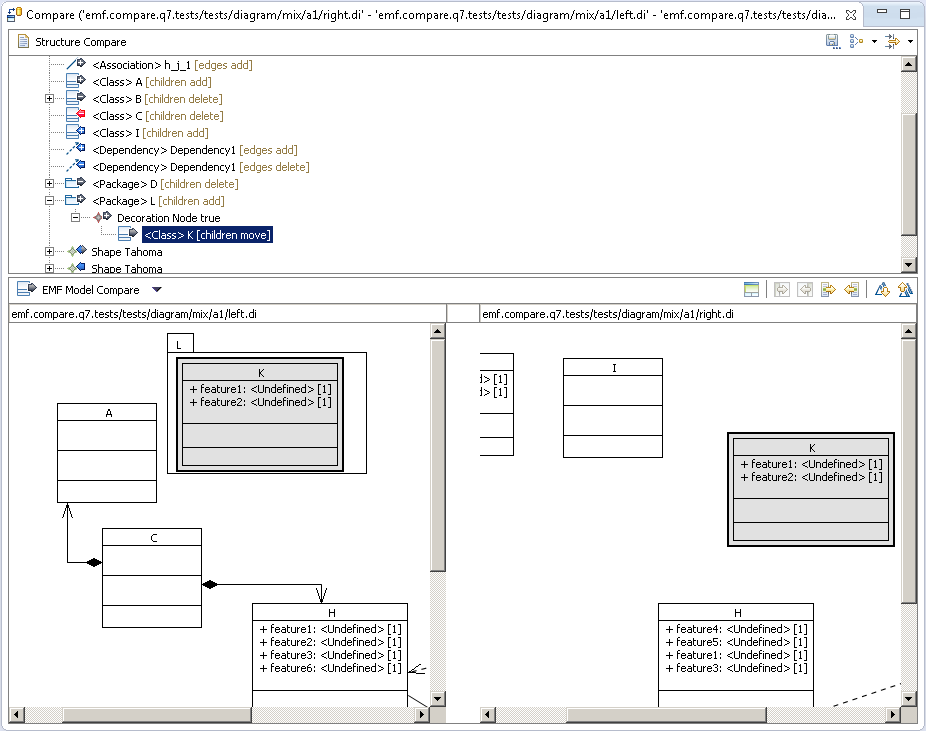 Compare ('emf.compare.q7.tests/tests/diagram/mix/a1/right.di' - 'emf.compare.q7.tests/tests/diagram/mix/a1/left.di' - 'emf.compare.q7.tests/tests/dia...
Structure Compare
<Association> h_j_1 [edges add]
<Class> A [children add]
<Class> B [children delete]
<Class> C [children delete]
<Class> I [children add]
<Dependency> Dependency1 [edges add]
<Dependency> Dependency1 [edges delete]
<Package> D [children delete]
<Package> L [children add]
Decoration Node true
<Class> K [children move]
Shape Tahoma
Shape Tahoma
EMF Model Compare
emf.compare.q7.tests/tests/diagram/mix/a1/left.di
L
K
+ feature1: <Undefined> [1]
+ feature2: <Undefined> [1]
A
C
H
+ feature1: <Undefined> [1]
+ feature2: <Undefined> [1]
+ feature3: <Undefined> [1]
+ feature6: <Undefined> [1]
emf.compare.q7.tests/tests/diagram/mix/a1/right.di
d> [1]
d> [1]
I
K
+ feature1: <Undefined> [1]
+ feature2: <Undefined> [1]
H
+ feature4: <Undefined> [1]
+ feature5: <Undefined> [1]
+ feature1: <Undefined> [1]
+ feature3: <Undefined> [1]